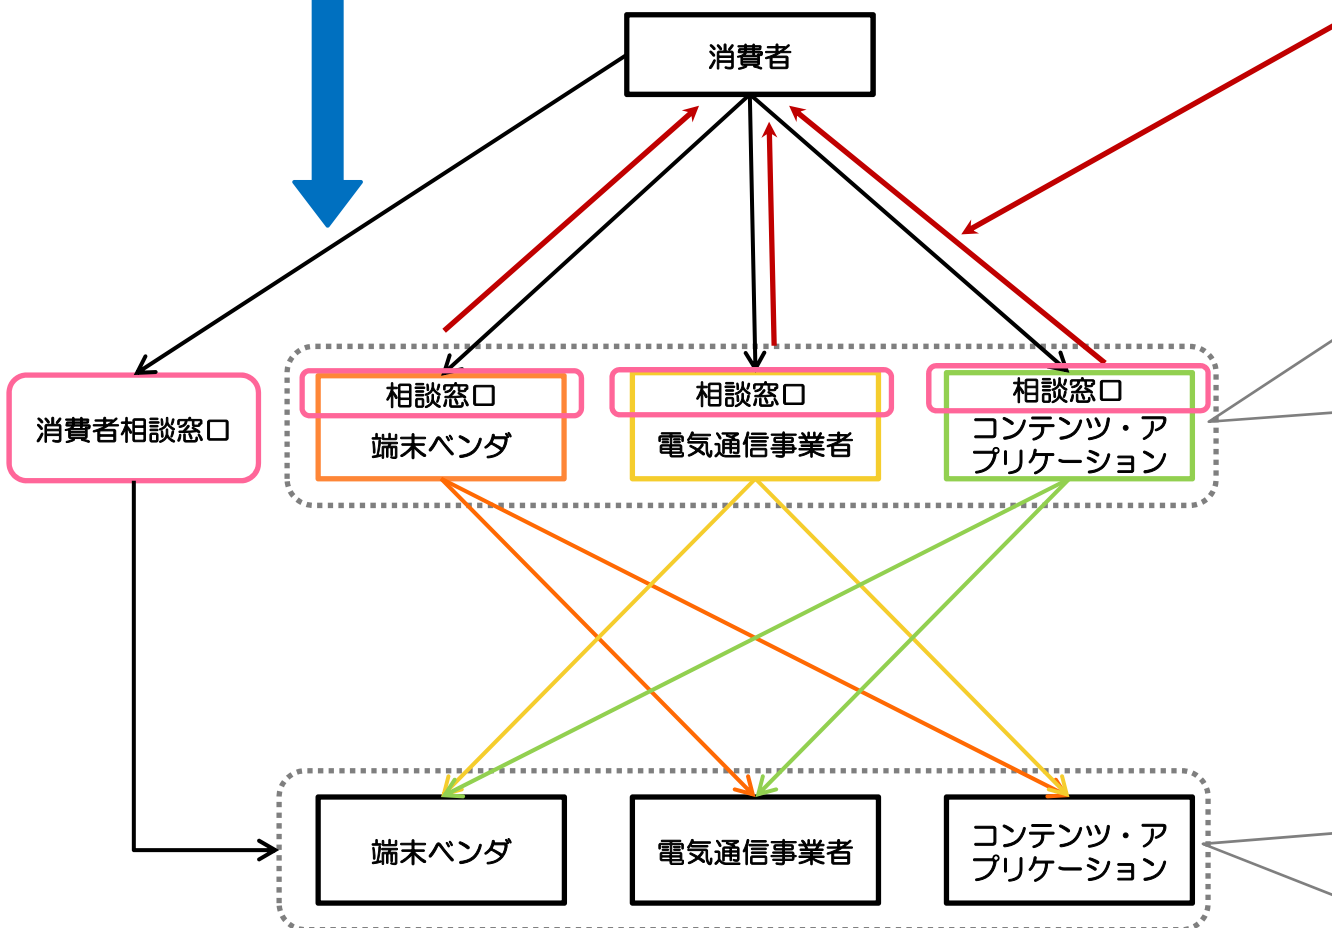 消費者
消費者相談窓口
相談窓口
端末ベンダ
相談窓口
電気通信事業者
相談窓口
コンテンツ・ア
プリケーション
端末ベンダ
電気通信事業者
コンテンツ・ア
プリケーション